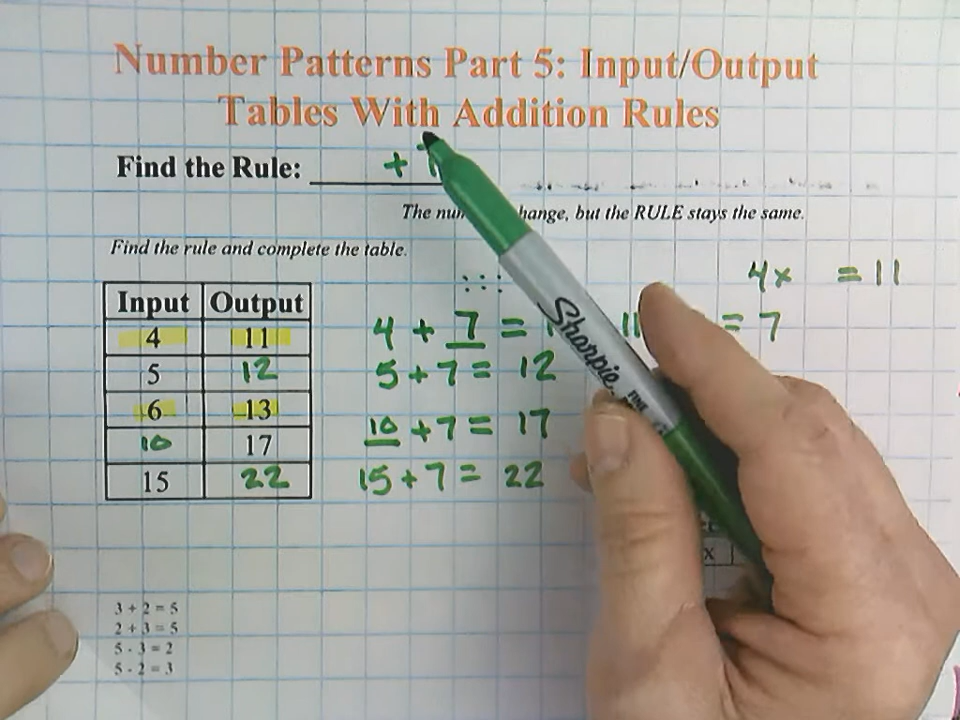 Number Patterns Part 5: Input/Output
Tables With Addition Rules
Find the Rule: +
The change, but the RULE stays the same.
Find the rule and complete the table.
4x = 11
Input Output
4 11
5 12
6 13
10 17
15 22
4 + 7 =
= 7
5 + 7 = 12
10 + 7 = 17
15 + 7 = 22
Sharpie
x
3 + 2 = 5
2 + 3 = 5
5 - 3 = 2
5 - 2 = 3